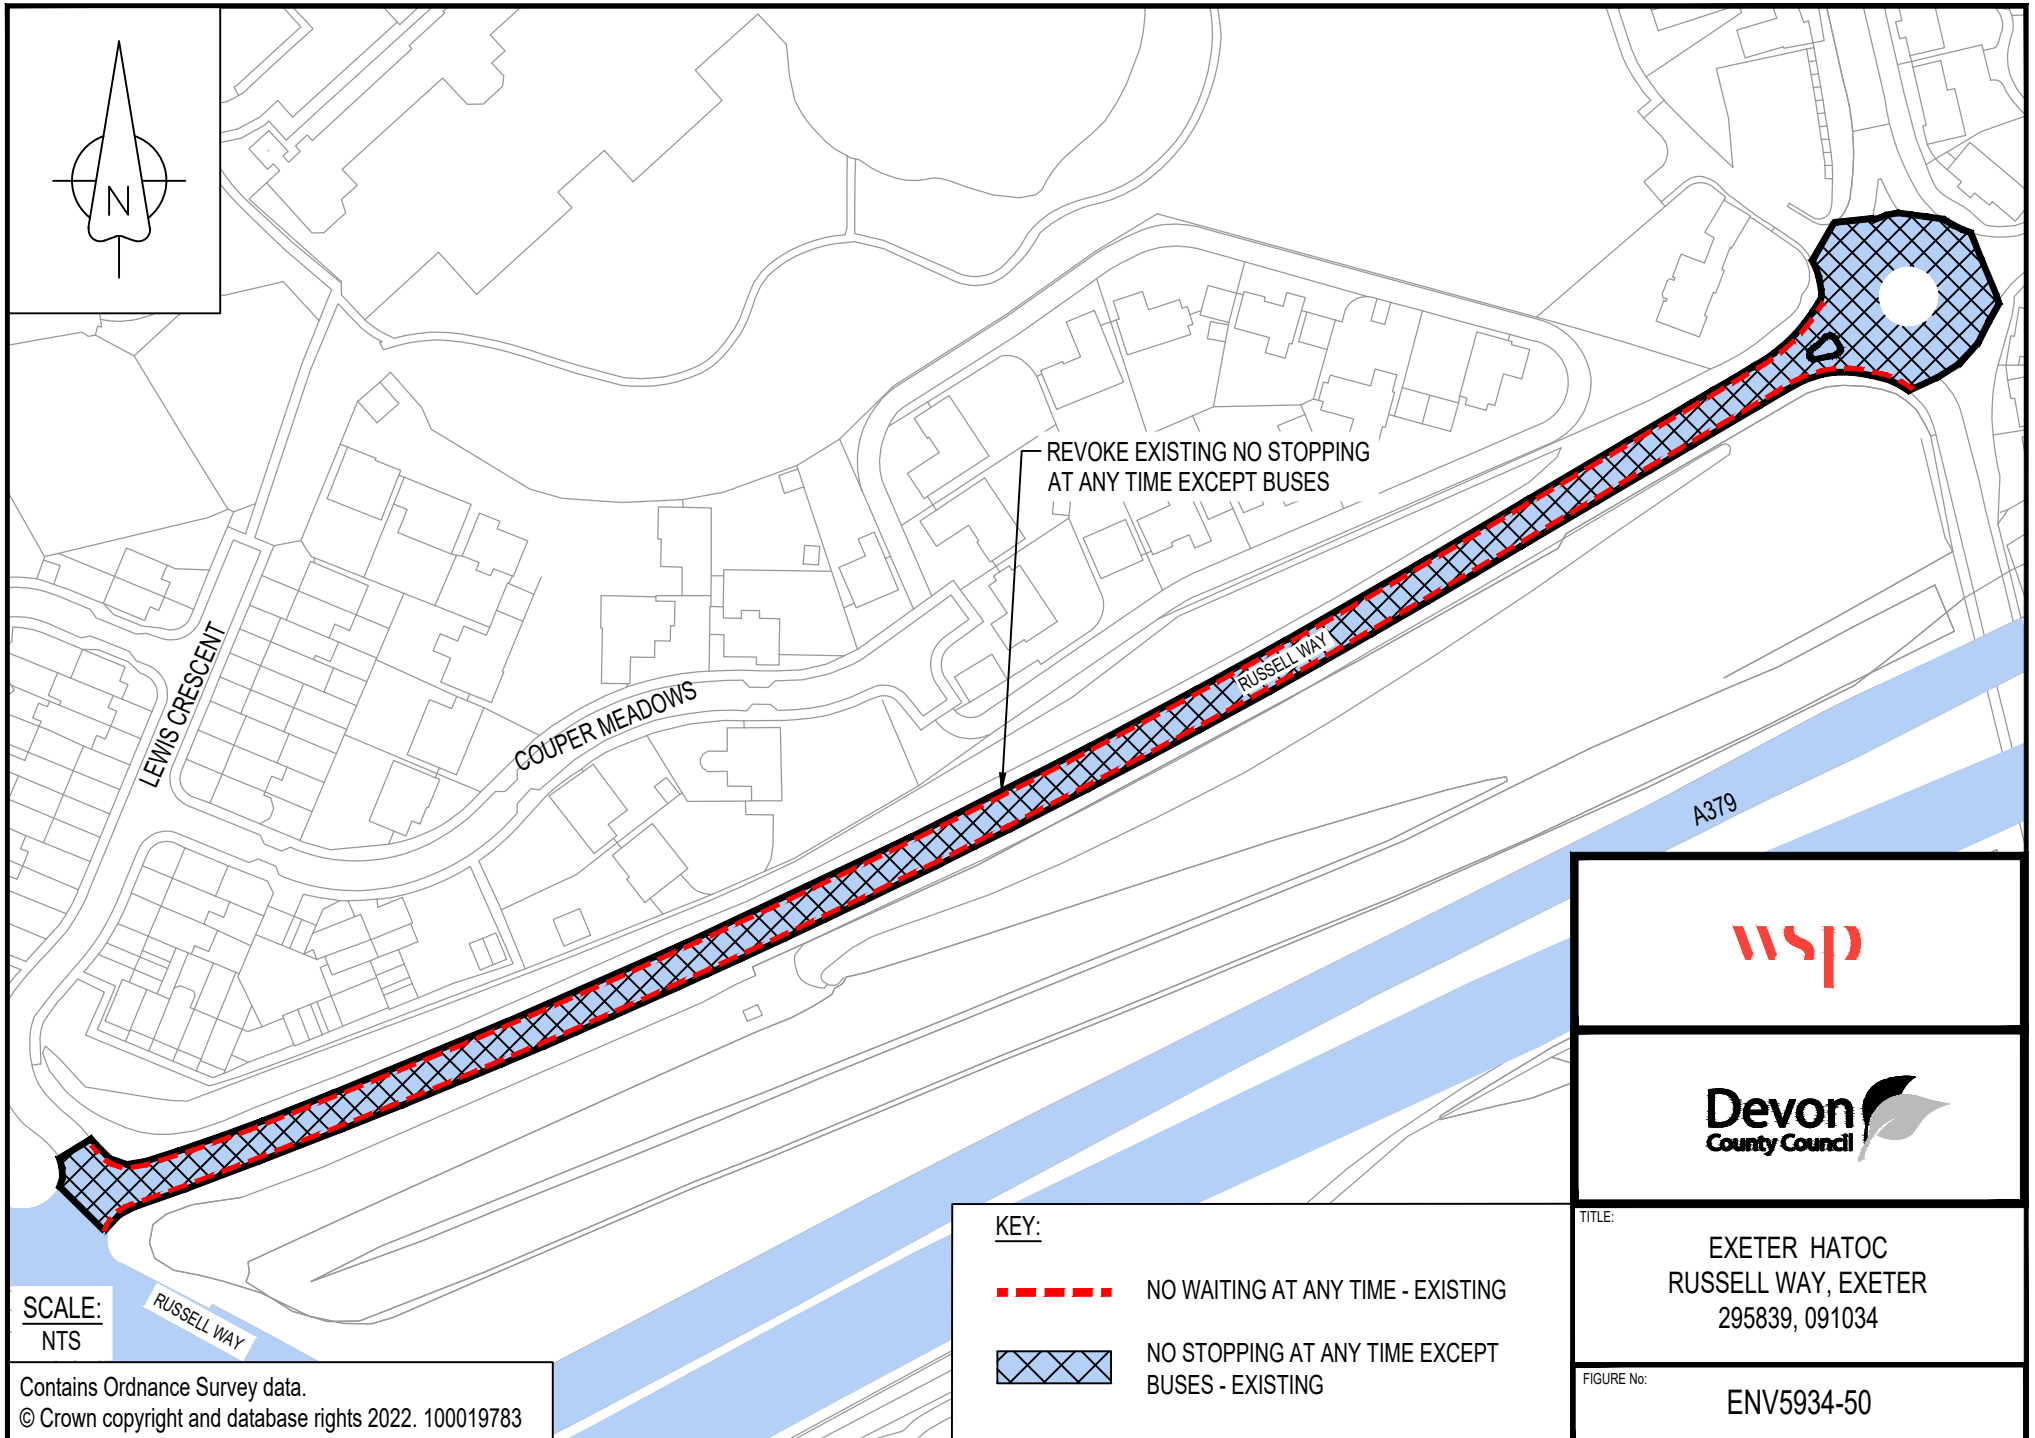 N
REVOKE EXISTING NO STOPPING
AT ANY TIME EXCEPT BUSES
LEWIS CRESCENT
COUPER MEADOWS
RUSSELL WAY
A379
wsp
Devon
County Council
RUSSELL WAY
SCALE:
NTS
Contains Ordnance Survey data.
© Crown copyright and database rights 2022. 100019783
KEY:
NO WAITING AT ANY TIME - EXISTING
NO STOPPING AT ANY TIME EXCEPT
BUSES - EXISTING
TITLE:
EXETER HATOC
RUSSELL WAY, EXETER
295839, 091034
FIGURE No:
ENV5934-50